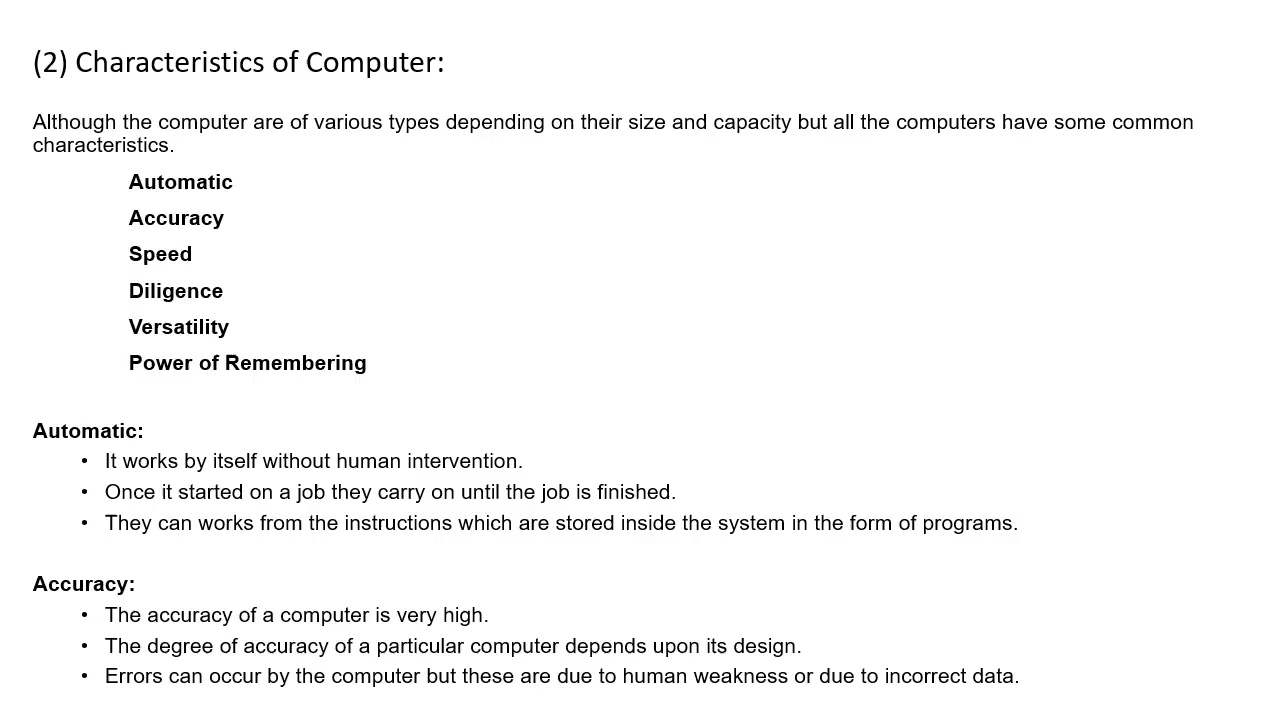 (2) Characteristics of Computer:
Although the computer are of various types depending on their size and capacity but all the computers have some common
characteristics.
Automatic
Accuracy
Speed
Diligence
Versatility
Power of Remembering
Automatic:
• It works by itself without human intervention.
• Once it started on a job they carry on until the job is finished.
• They can works from the instructions which are stored inside the system in the form of programs.
Accuracy:
• The accuracy of a computer is very high.
• The degree of accuracy of a particular computer depends upon its design.
• Errors can occur by the computer but these are due to human weakness or due to incorrect data.